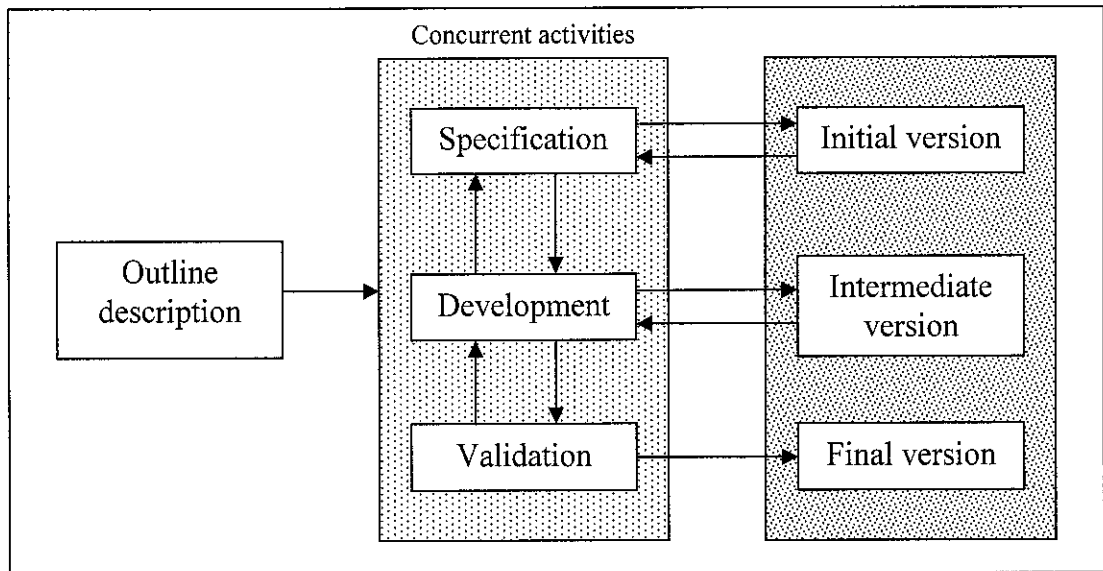 Concurrent activities
Specification
Initial version
Outline
description
Development
Intermediate
version
Validation
Final version